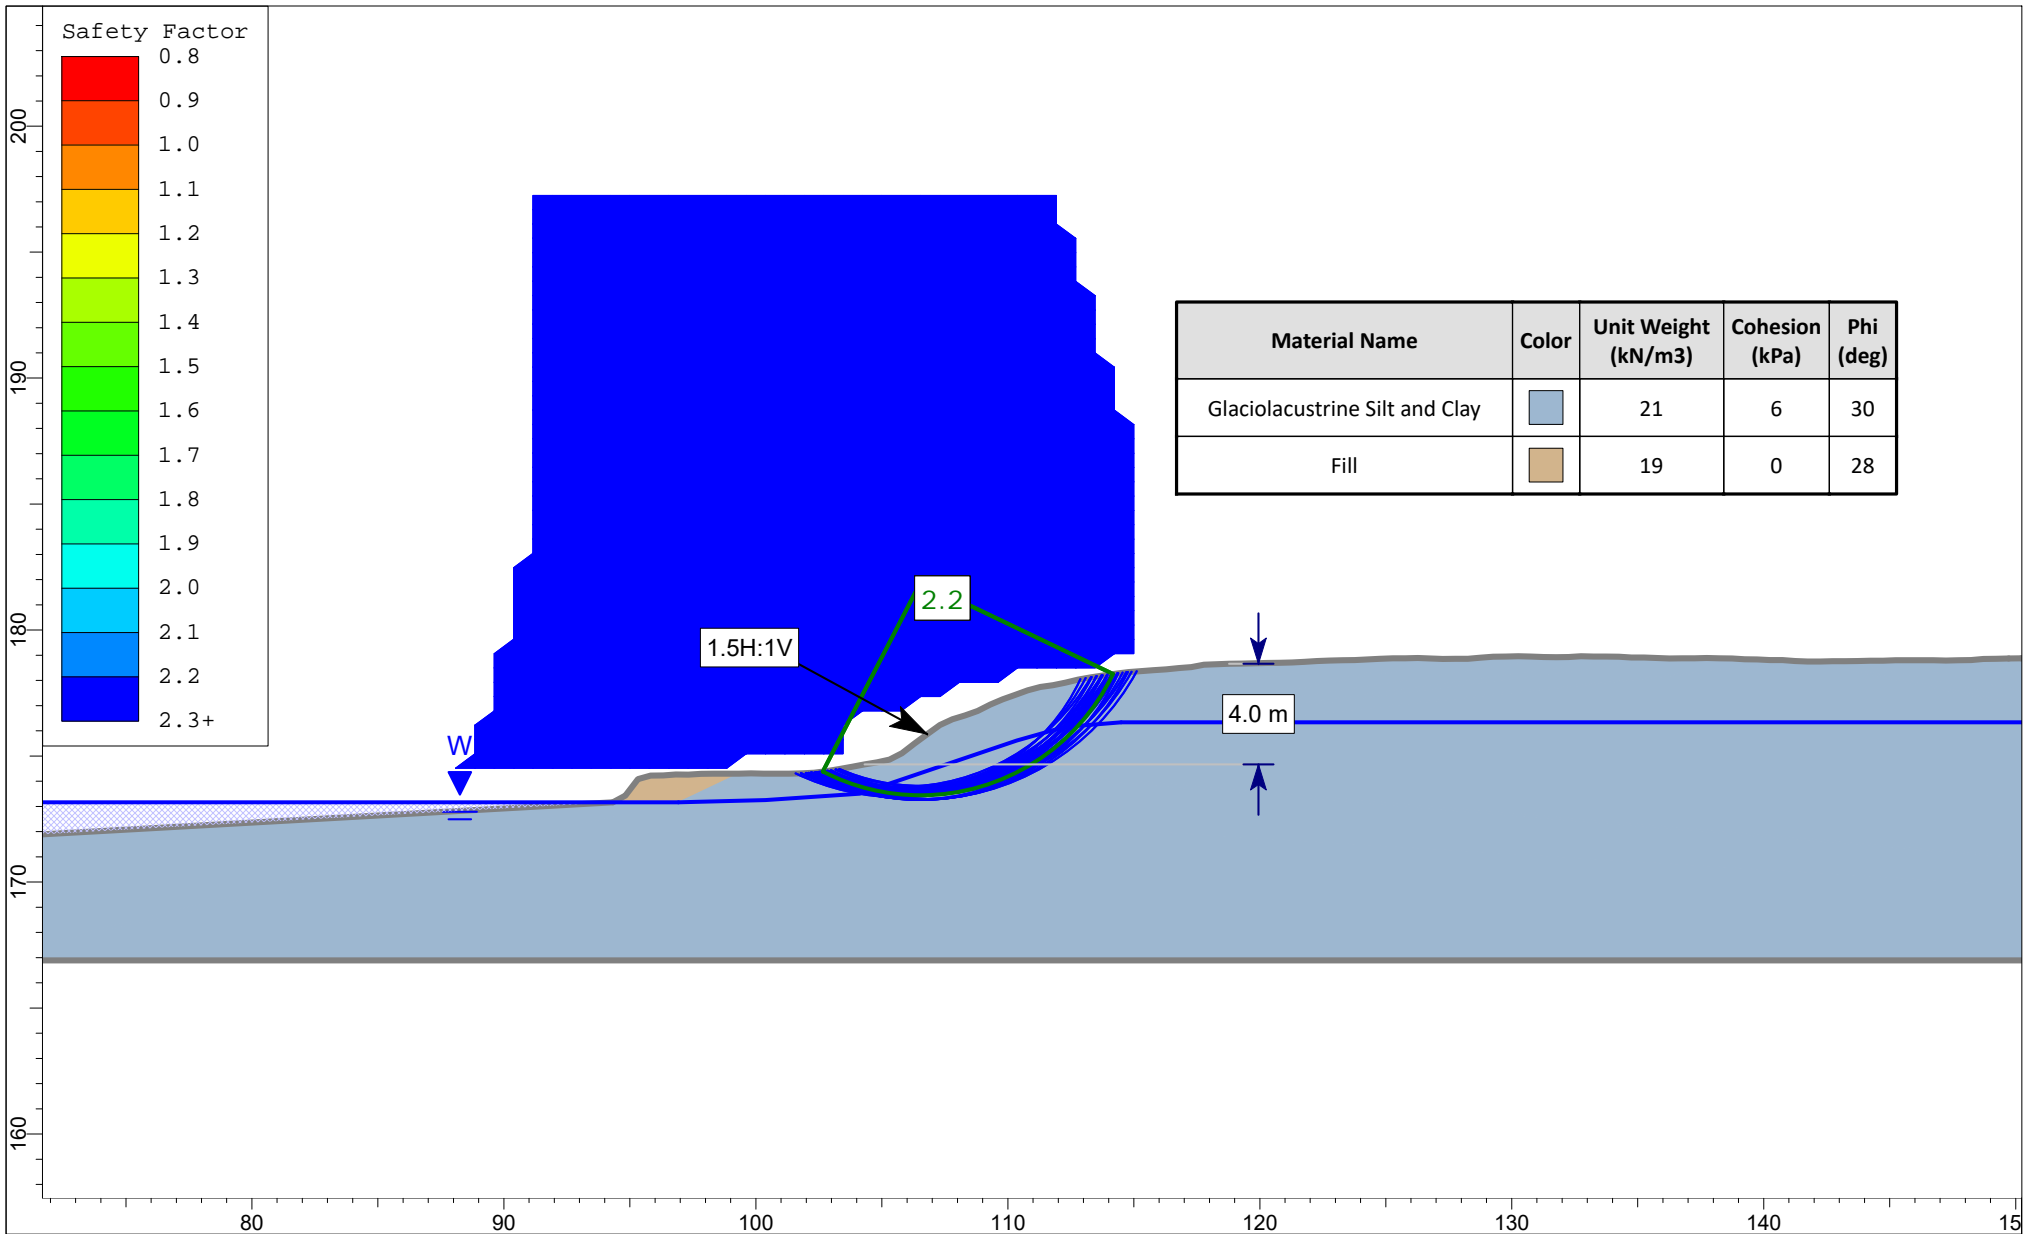 Safety Factor
0.8
0.9
1.0
1.1
1.2
1.3
1.4
1.5
1.6
1.7
1.8
1.9
2.0
2.1
2.2
2.3+
200
190
180
170
160
Material Name Color Unit Weight (kN/m3) Cohesion (kPa) Phi (deg)
Glaciolacustrine Silt and Clay 21 6 30
Fill 19 0 28
2.2
1.5H:1V
4.0 m
W
80 90 100 110 120 130 140 15